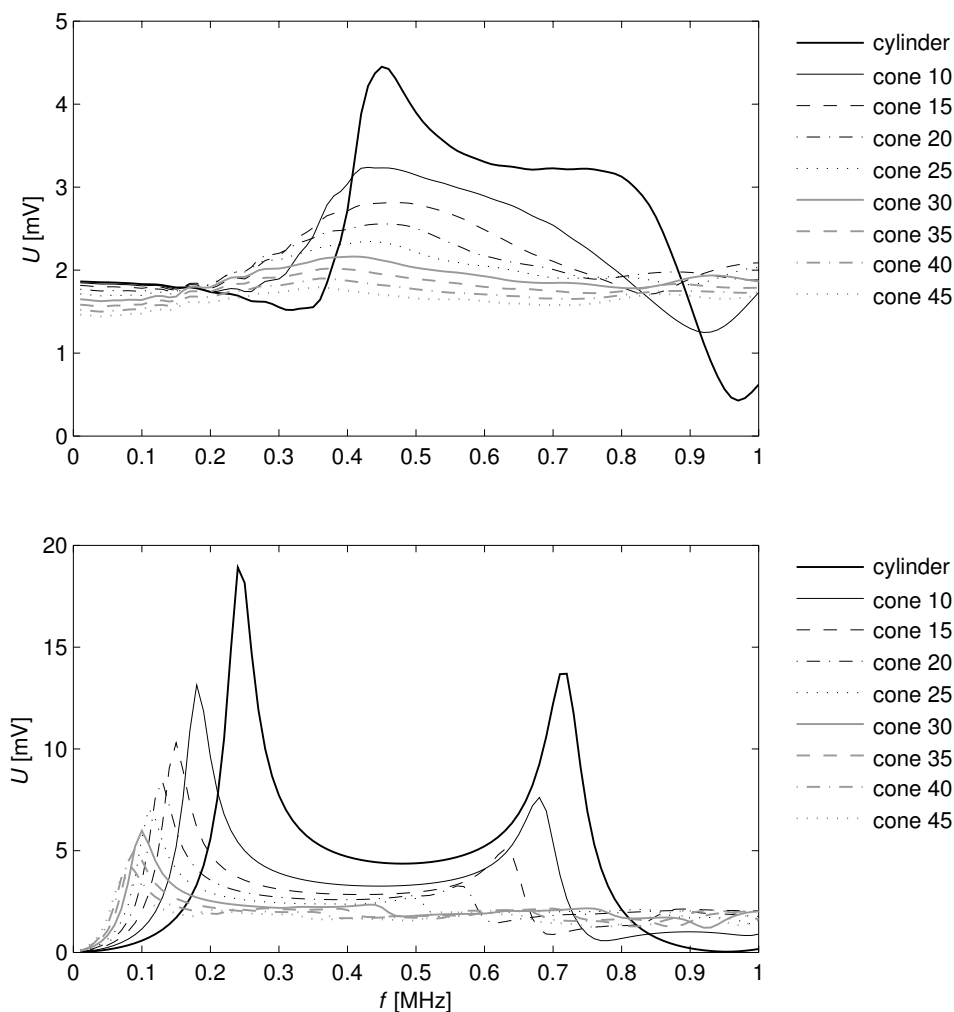 5
4
3
2
1
0
U [mV]
0 0.1 0.2 0.3 0.4 0.5 0.6 0.7 0.8 0.9 1
cylinder
cone 10
cone 15
cone 20
cone 25
cone 30
cone 35
cone 40
cone 45
20
15
10
5
0
U [mV]
0 0.1 0.2 0.3 0.4 0.5 0.6 0.7 0.8 0.9 1
f [MHz]
cylinder
cone 10
cone 15
cone 20
cone 25
cone 30
cone 35
cone 40
cone 45